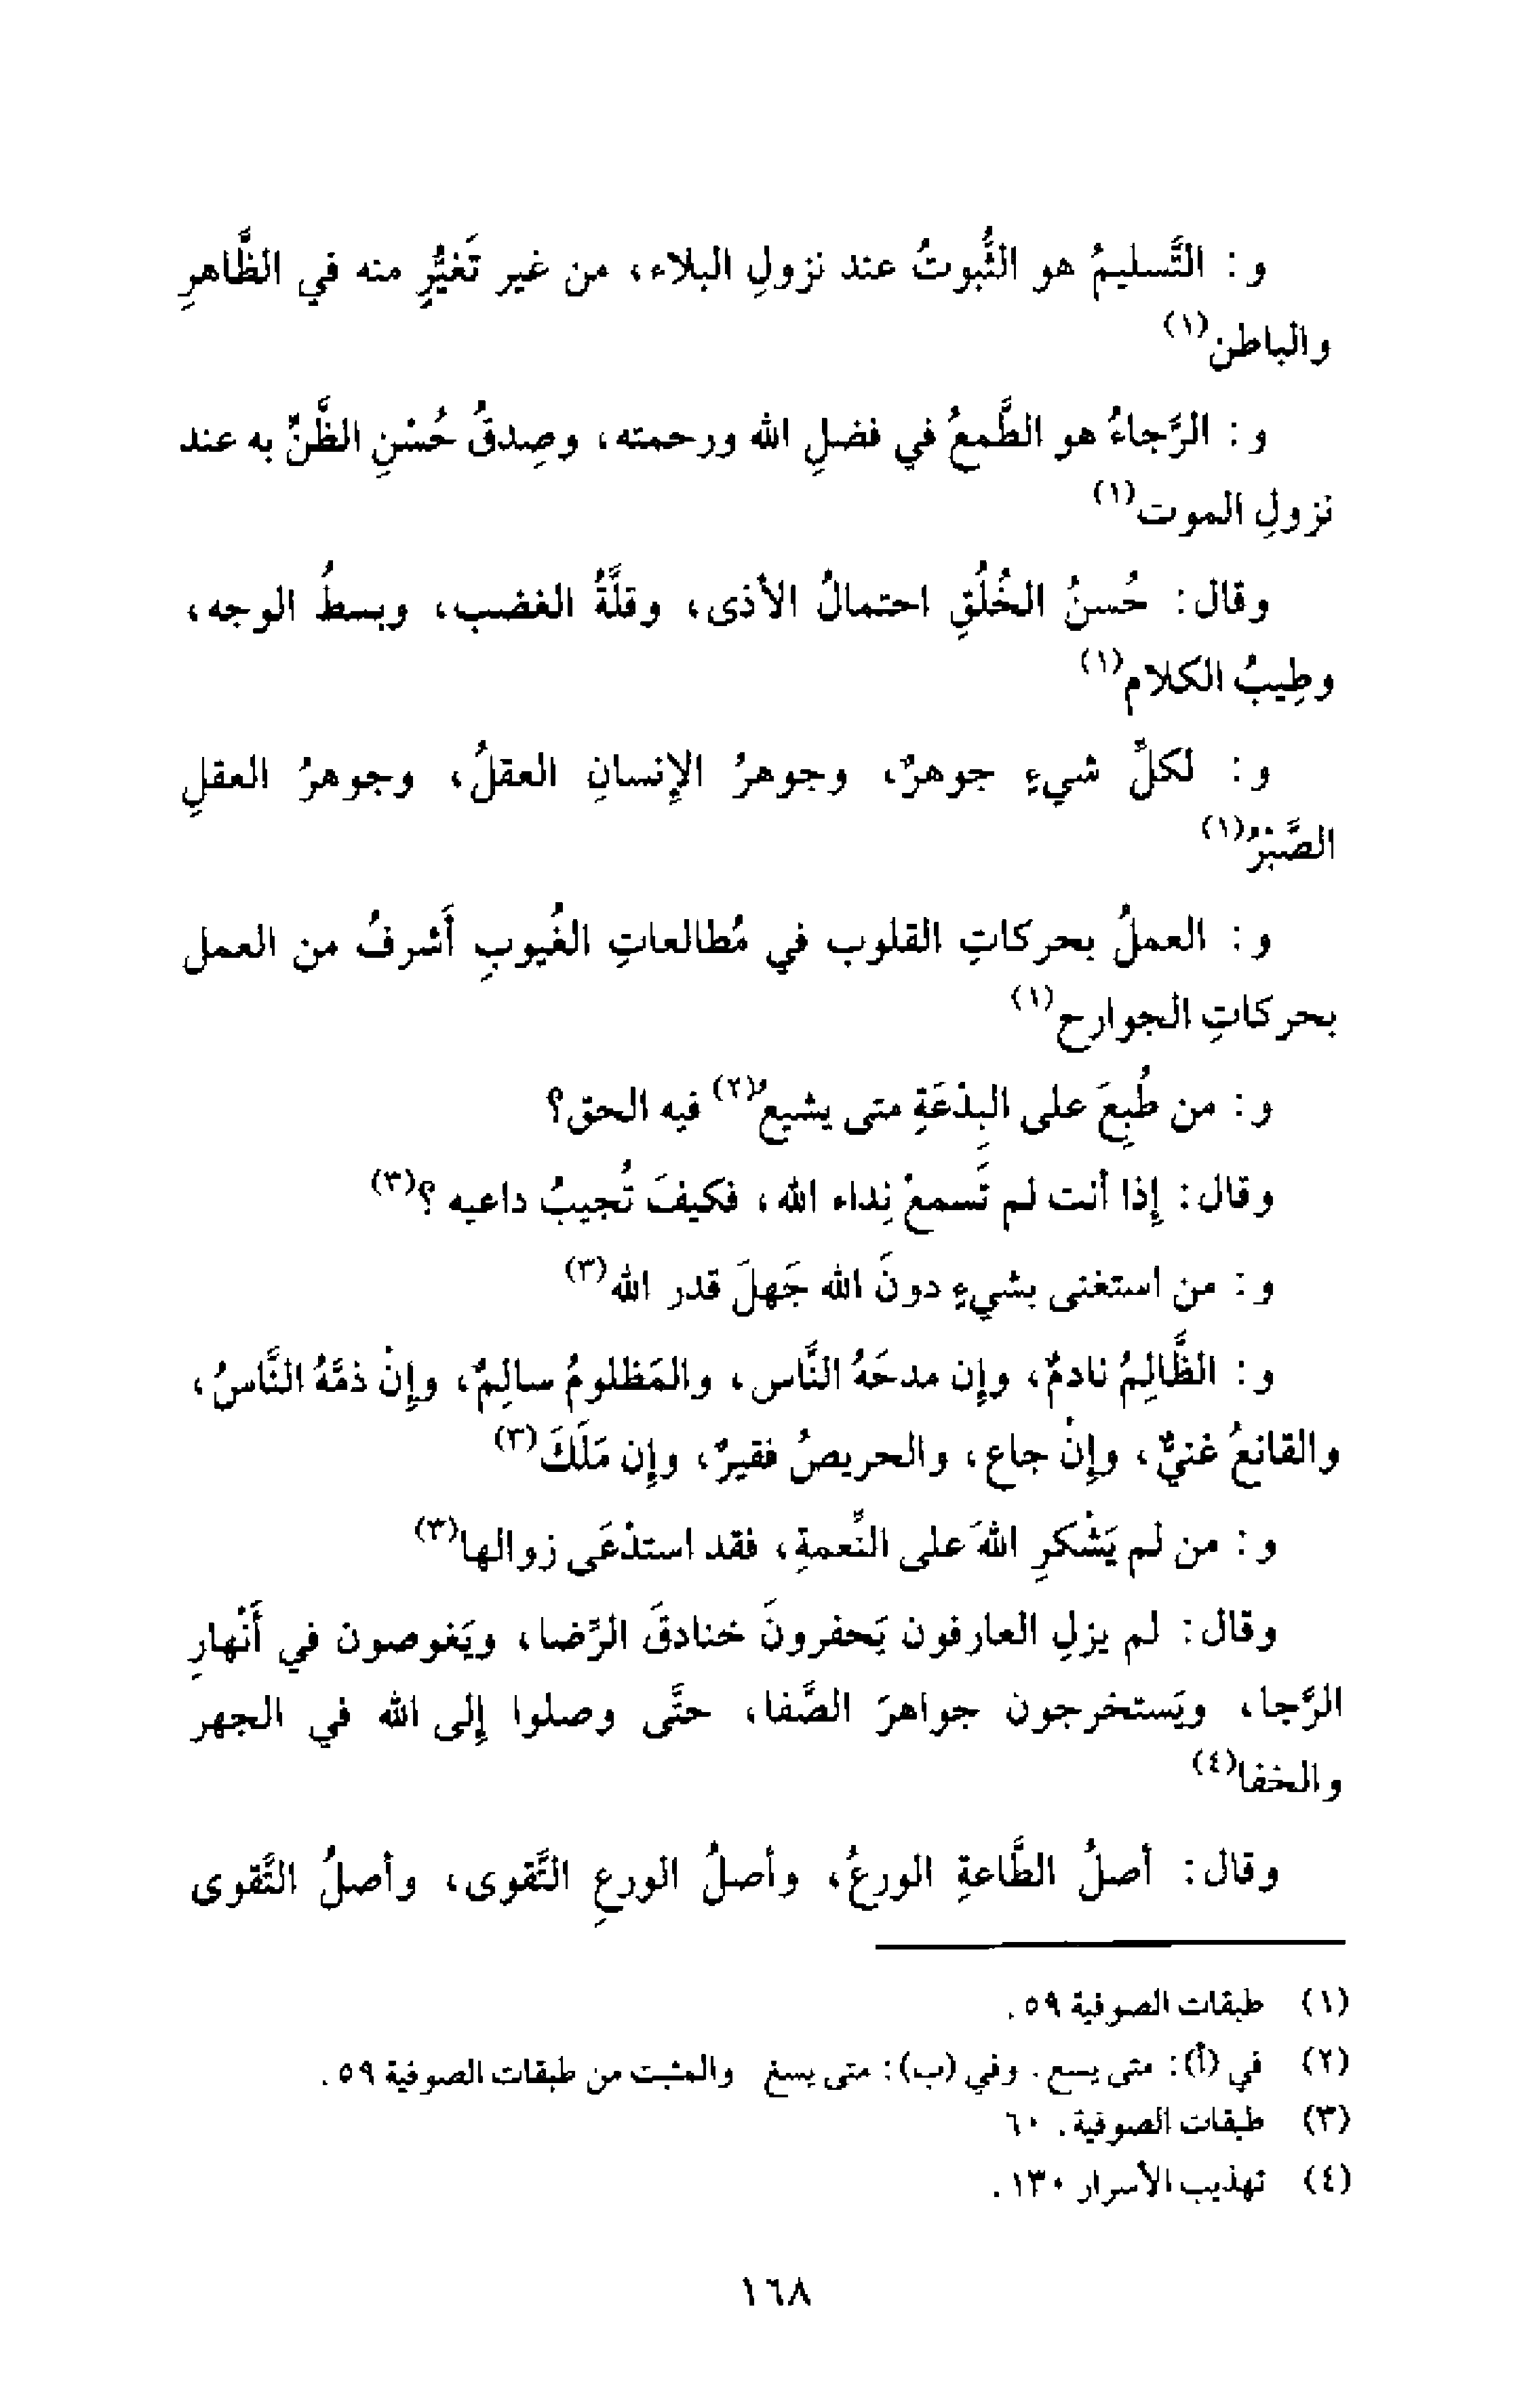 و : التَّسليمُ هو الثُّبوتُ عند نزولِ البلاء، من غير تَغيُّرٍ منه في الظَّاهرِ
والباطن(١)
و : الرَّجاءُ هو الطَّمعُ في فضلِ الله ورحمته، وصِدقُ حُسْنِ الظَّنِّ به عند
نزولِ الموت(١)
وقال: حُسنُ الخُلُقِ احتمالُ الأذى، وقلَّةُ الغضب، وبسطُ الوجه،
وطِيبُ الكلام(١)
و : لكلِّ شيءٍ جوهرٌ، وجوهرُ الإنسانِ العقلُ، وجوهرُ العقلِ
الصَّبْرُ(١)
و : العملُ بحركاتِ القلوب في مُطالعاتِ الغُيوبِ أَشرفُ من العمل
بحركاتِ الجوارح(١)
و : من طُبِعَ على البِدْعَةِ متى يشيعُ(٢) فيه الحق؟
وقال: إذا أنت لم تَسمعْ نِداء الله، فكيفَ تُجيبُ داعيه ؟(٣)
و : من استغنى بشيءٍ دونَ الله جَهلَ قدر الله(٣)
و : الظَّالِمُ نادمٌ، وإن مدحَهُ النَّاس، والمَظلومُ سالِمٌ، وإنْ ذمَّهُ النَّاسُ،
والقانعُ غنيٌّ، وإنْ جاع، والحريصُ فقيرٌ، وإن مَلَكَ(٣)
و : من لم يَشْكرِ اللهَ على النِّعمةِ، فقد استدْعَى زوالها(٣)
وقال: لم يزلِ العارفون يَحفرونَ خنادقَ الرِّضا، ويَغوصون في أَنْهارِ
الرَّجا، ويَستخرجون جواهرَ الصَّفا، حتَّى وصلوا إلى الله في الجهر
والخفا(٤)
وقال: أصلُ الطَّاعةِ الورعُ، وأصلُ الورعِ التَّقوى، وأصلُ التَّقوى
(١) طبقات الصوفية ٥٩.
(٢) في (أ): متى يسع. وفي (ب): متى يسغ والمثبت من طبقات الصوفية ٥٩.
(٣) طبقات الصوفية. ٦٠
(٤) تهذيب الأسرار ١٣٠.
١٦٨